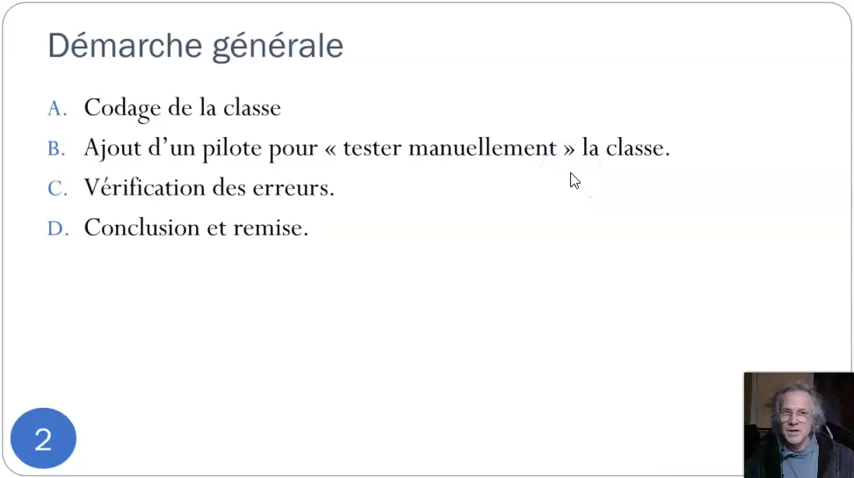 Démarche générale
A. Codage de la classe
B. Ajout d’un pilote pour « tester manuellement » la classe.
C. Vérification des erreurs.
D. Conclusion et remise.
2